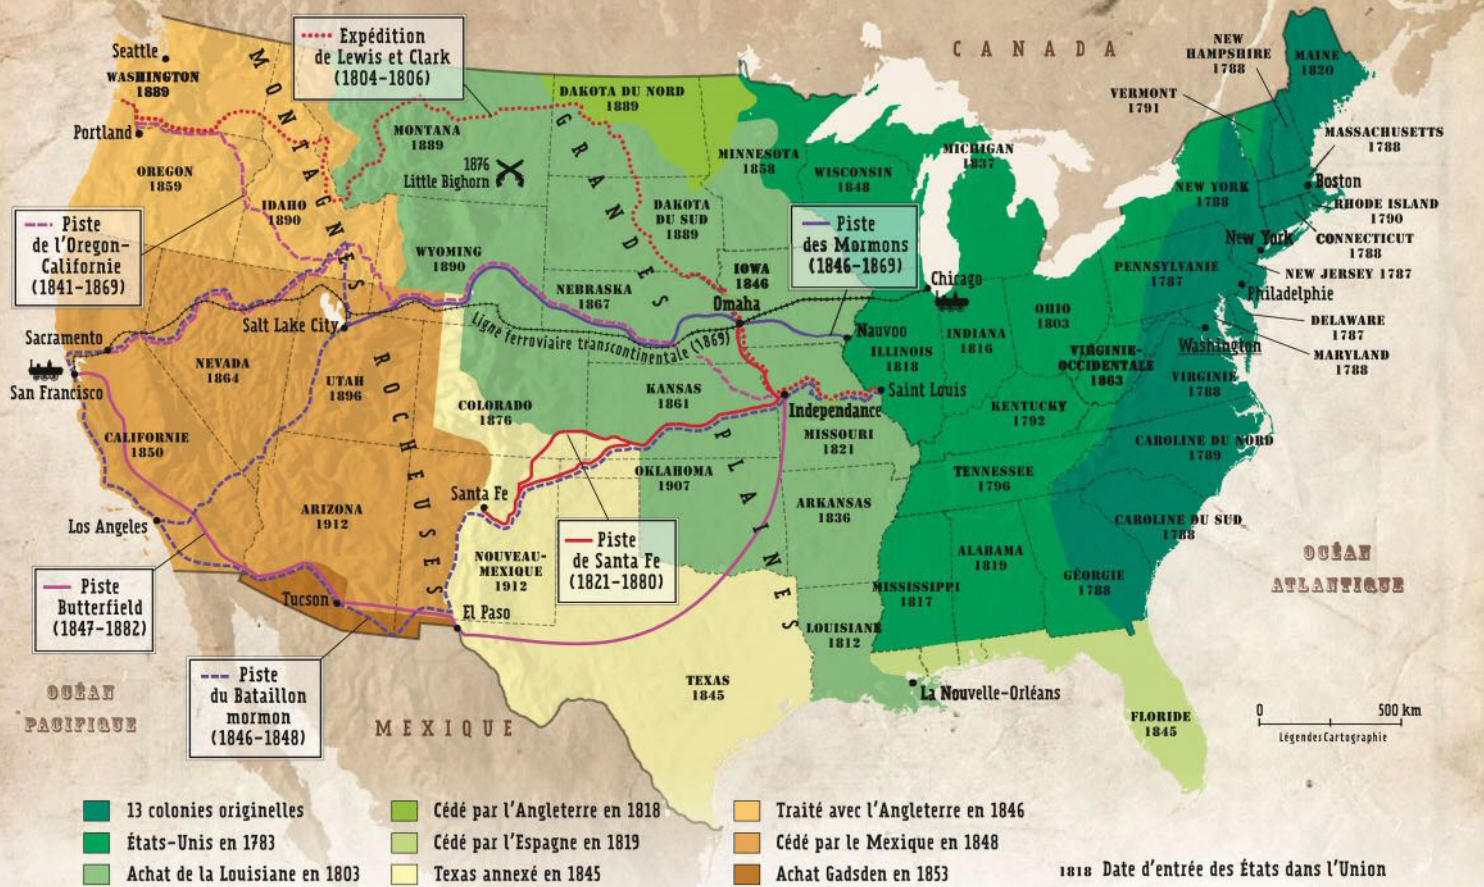 CANADA
NEW
HAMPSHIRE
1788
MAINE
1820
VERMONT
1791
Seattle
WASHINGTON
1889
Expédition
de Lewis et Clark
(1804-1806)
DAKOTA DU NORD
1889
Portland
MONTANA
1889
MASSACHUSETTS
1788
MICHIGAN
1837
MINNESOTA
1858
WISCONSIN
1848
1876
Little Bighorn
OREGON
1859
IDAHO
1890
NEW YORK
1788
Boston
RHODE ISLAND
1790
DAKOTA
DU SUD
1889
Piste
de l'Oregon-
Californie
(1841-1869)
Piste
des Mormons
(1846-1869)
New York
CONNECTICUT
1788
WYOMING
1890
PENNSYLVANIE
1787
NEW JERSEY 1787
IOWA
1846
Chicago
NEBRASKA
1867
Philadelphie
Omaha
OHIO
1803
Salt Lake City
Ligne ferroviaire transcontinentale (1869)
Nauvoo
INDIANA
1816
DELAWARE
1787
Sacramento
ILLINOIS
1818
Washington
MARYLAND
1788
NEVADA
1864
VIRGINIE-
OCCIDENTALE
1863
VIRGINIE
1788
San Francisco
UTAH
1896
KANSAS
1861
Saint Louis
COLORADO
1876
Independance
KENTUCKY
1792
CALIFORNIE
1850
MISSOURI
1821
CAROLINE DU NORD
1789
OKLAHOMA
1907
TENNESSEE
1796
Santa Fe
ARIZONA
1912
ARKANSAS
1836
CAROLINE DU SUD
1788
Los Angeles
Piste
de Santa Fe
(1821-1880)
NOUVEAU-
MEXIQUE
1912
ALABAMA
1819
OCÉAN
ATLANTIQUE
MISSISSIPPI
1817
GÉORGIE
1788
Piste
Butterfield
(1847-1882)
Tucson
El Paso
LOUISIANE
1812
MONTAGNES
ROCHEUSES
GRANDES
PLAINES
Piste
du Bataillon
mormon
(1846-1848)
OCÉAN
PACIFIQUE
MEXIQUE
TEXAS
1845
La Nouvelle-Orléans
FLORIDE
1845
0 500 km
Légendes Cartographie
13 colonies originelles
États-Unis en 1783
Achat de la Louisiane en 1803
Cédé par l'Angleterre en 1818
Cédé par l'Espagne en 1819
Texas annexé en 1845
Traité avec l'Angleterre en 1846
Cédé par le Mexique en 1848
Achat Gadsden en 1853
1818 Date d'entrée des États dans l'Union